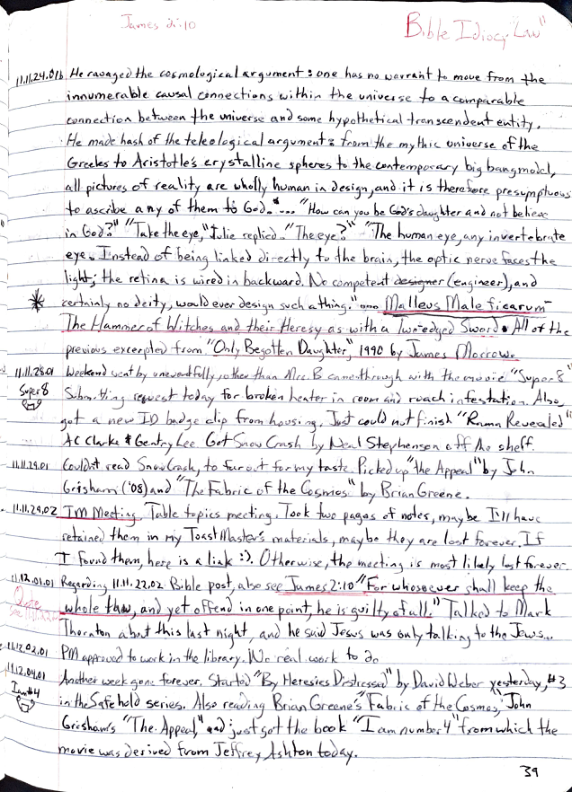 James 2:10
Bible Idiocy Law"
11.11.24.01b He ravaged the cosmological argument: one has no warrant to move from the
innumerable causal connections within the universe to a comparable
connection between the universe and some hypothetical transcendent entity.
He made hash of the teleological argument: from the mythic universe of the
Greeks to Aristotle's crystalline spheres to the contemporary big bang model,
all pictures of reality are wholly human in design, and it is therefore presumptuous
to ascribe any of them to God."... "How can you be God's daughter and not believe
in God?" "Take the eye," Julie replied. "The eye?" "The human eye, any invertebrate
eye. Instead of being linked directly to the brain, the optic nerve faces the
light; the retina is wired in backward. No competent designer (engineer), and
certainly no deity, would ever design such a thing." Malleus Maleficarum-
The Hammer of Witches and their Heresy as with a Two-edged Sword. All of the
previous excerpted from "Only Begotten Daughter," 1990 by James Morrow.
11.11.28.01 Weekend went by uneventfully, other than Mrs. B came through with the movie "Super 8"
Super 8 Submitting request today for broken heater in room and roach infestation. Also
got a new ID badge clip from housing. Just could not finish "Rama Revealed"
AC Clarke & Gentry Lee Got Snow Crash by Neal Stephenson off the shelf.
11.11.29.01 Couldn't read Snow Crash, to far out for my taste. Picked up "the Appeal" by John
Grisham ('08) and "The Fabric of the Cosmos" by Brian Greene.
11.11.29.02 TM Meeting. Table topics meeting. Took two pages of notes, maybe I'll have
retained them in my ToastMaster's materials, maybe they are lost forever. If
I found them, here is a link :). Otherwise, the meeting is most likely lost forever.
11.12.01.01 Regarding 11.11.22.02 Bible post, also see James 2:10 "For whosoever shall keep the
whole law, and yet offend in one point, he is guilty of all." Talked to Mark
Thornton about this last night, and he said Jesus was only talking to the Jews...
11.12.02.01 PM approved to work in the library. No real work to do
11.12.04.01 Another week gone forever. Started "By Heresies Distressed" by David Weber yesterday, #3
I am #4 in the Safehold series. Also reading Brian Greene's "Fabric of the Cosmos," John
Grisham's "The Appeal," and just got the book "I am number 4" from which the
movie was derived from Jeffrey Ashton today.
39